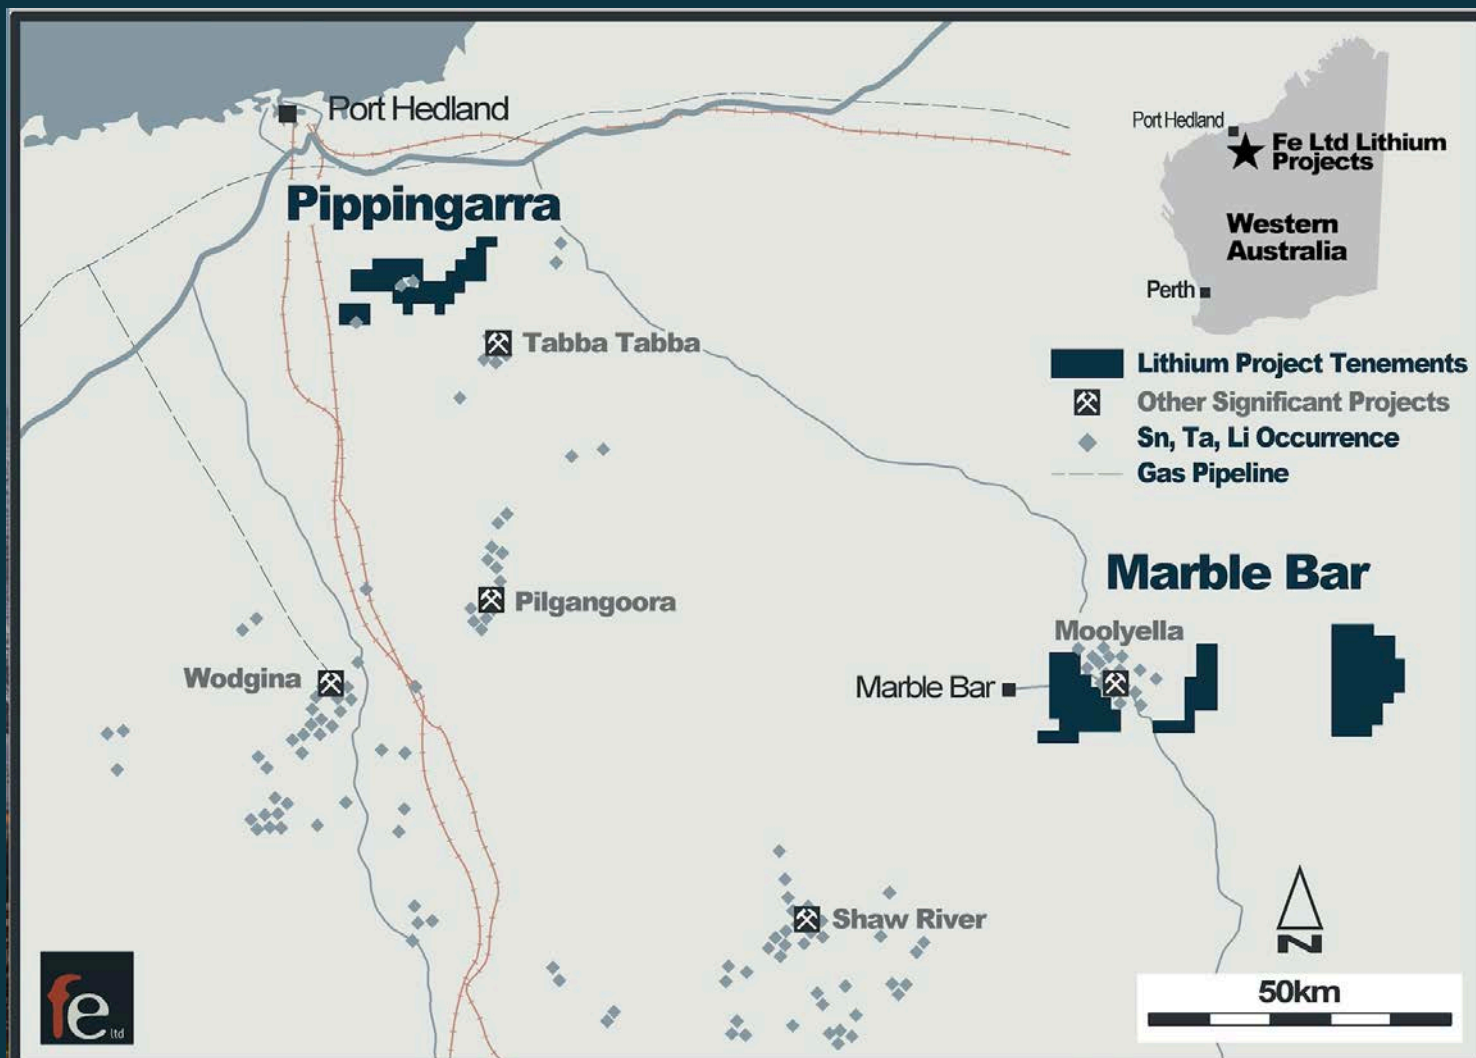 Port Hedland
Pippingarra
Tabba Tabba
Pilgangoora
Wodgina
Port Hedland
Fe Ltd Lithium
Projects
Western
Australia
Perth
Lithium Project Tenements
Other Significant Projects
Sn, Ta, Li Occurrence
Gas Pipeline
Marble Bar
Moolyella
Marble Bar
Shaw River
N
50km
fe
ltd